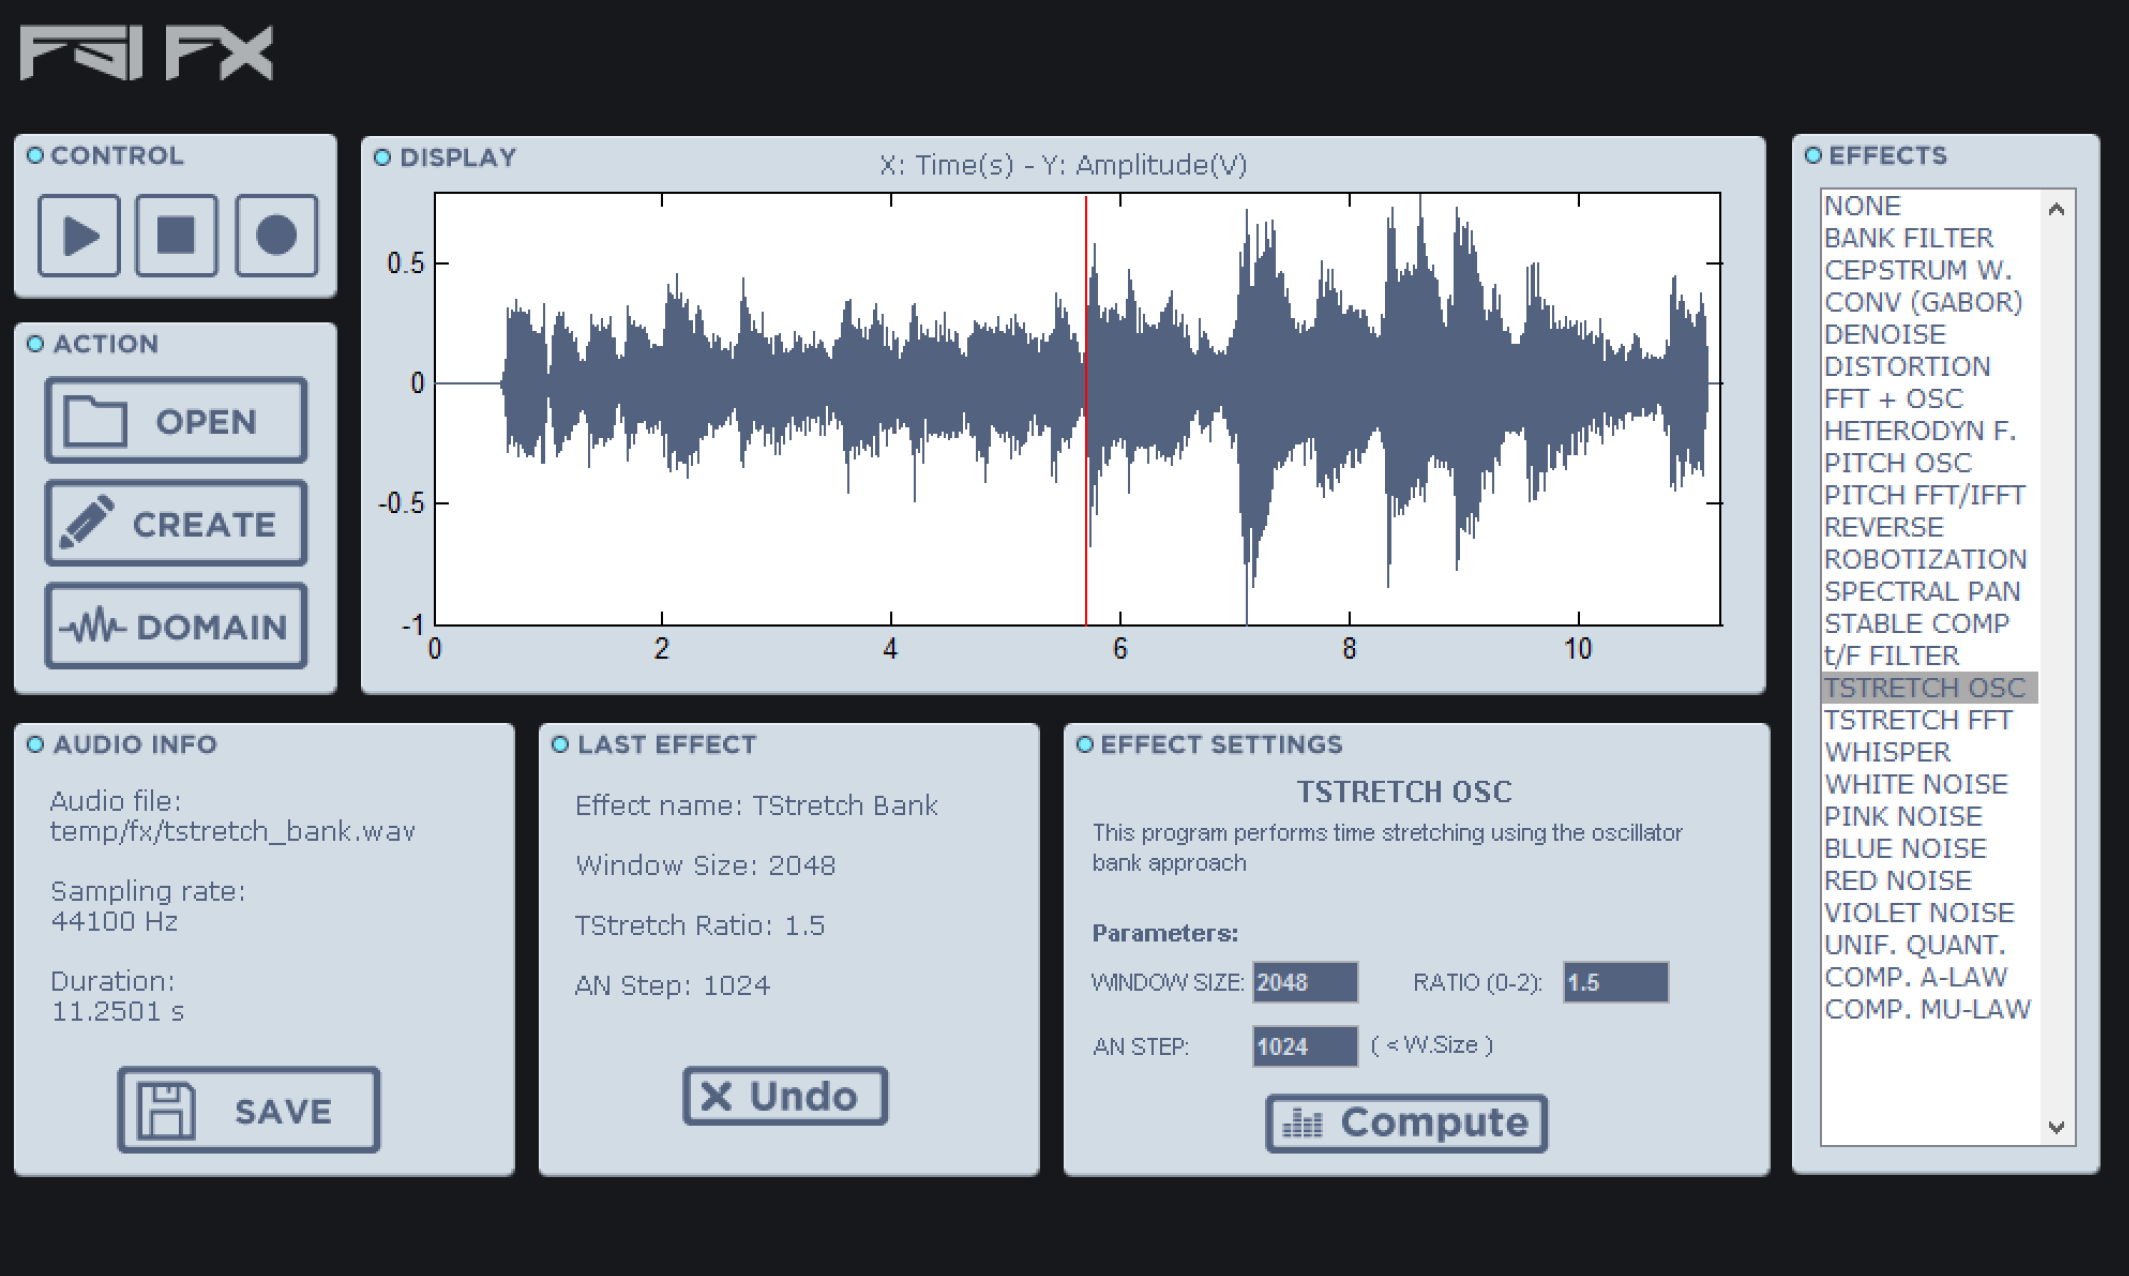 FSI FX
CONTROL
ACTION
OPEN
CREATE
DOMAIN
DISPLAY
X: Time(s) - Y: Amplitude(V)
0.5
0
-0.5
-1
0 2 4 6 8 10
EFFECTS
NONE
BANK FILTER
CEPSTRUM W.
CONV (GABOR)
DENOISE
DISTORTION
FFT + OSC
HETERODYN F.
PITCH OSC
PITCH FFT/IFFT
REVERSE
ROBOTIZATION
SPECTRAL PAN
STABLE COMP
t/F FILTER
TSTRETCH OSC
TSTRETCH FFT
WHISPER
WHITE NOISE
PINK NOISE
BLUE NOISE
RED NOISE
VIOLET NOISE
UNIF. QUANT.
COMP. A-LAW
COMP. MU-LAW
AUDIO INFO
Audio file:
temp/fx/tstretch_bank.wav
Sampling rate:
44100 Hz
Duration:
11.2501 s
SAVE
LAST EFFECT
Effect name: TStretch Bank
Window Size: 2048
TStretch Ratio: 1.5
AN Step: 1024
Undo
EFFECT SETTINGS
TSTRETCH OSC
This program performs time stretching using the oscillator
bank approach
Parameters:
WINDOW SIZE: 2048 RATIO (0-2): 1.5
AN STEP: 1024 ( < W.Size )
Compute